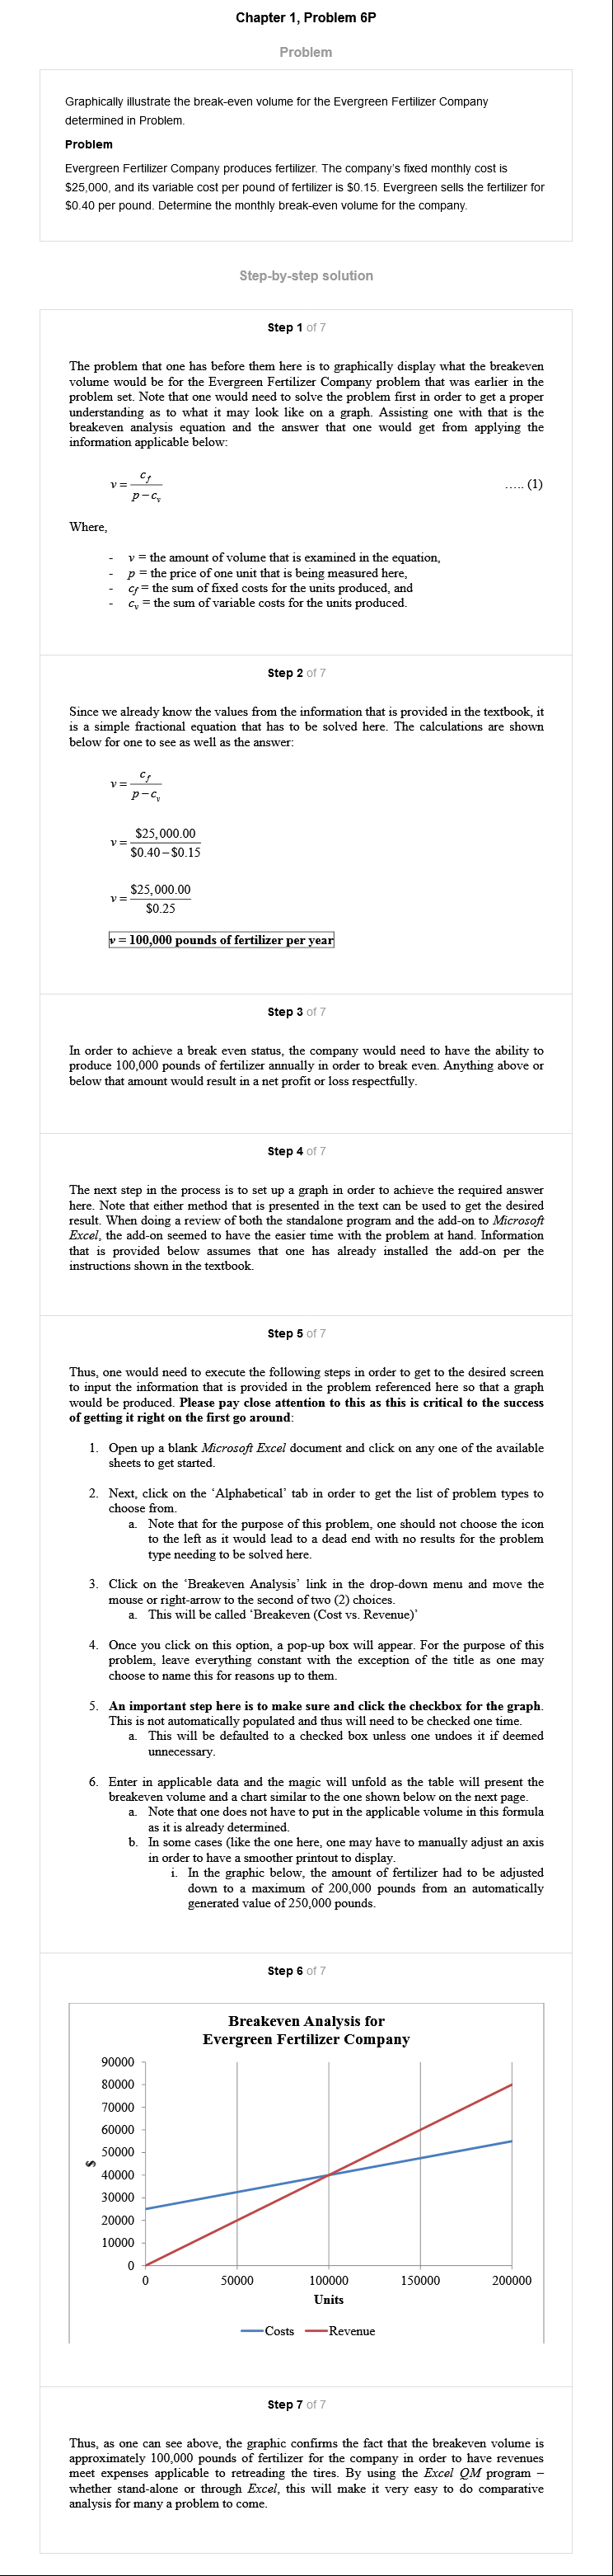 Chapter 1, Problem 6P
Problem
Graphically illustrate the break-even volume for the Evergreen Fertilizer Company
determined in Problem.
Problem
Evergreen Fertilizer Company produces fertilizer. The company's fixed monthly cost is
$25,000, and its variable cost per pound of fertilizer is $0.15. Evergreen sells the fertilizer for
$0.40 per pound. Determine the monthly break-even volume for the company.
Step-by-step solution
Step 1 of 7
The problem that one has before them here is to graphically display what the breakeven
volume would be for the Evergreen Fertilizer Company problem that was earlier in the
problem set. Note that one would need to solve the problem first in order to get a proper
understanding as to what it may look like on a graph. Assisting one with that is the
breakeven analysis equation and the answer that one would get from applying the
information applicable below:
v = c_f / (p − c_v) ..... (1)
Where,
- v = the amount of volume that is examined in the equation,
- p = the price of one unit that is being measured here,
- c_f = the sum of fixed costs for the units produced, and
- c_v = the sum of variable costs for the units produced.
Step 2 of 7
Since we already know the values from the information that is provided in the textbook, it
is a simple fractional equation that has to be solved here. The calculations are shown
below for one to see as well as the answer:
v = c_f / (p − c_v)
v = $25,000.00 / ($0.40 − $0.15)
v = $25,000.00 / $0.25
v = 100,000 pounds of fertilizer per year
Step 3 of 7
In order to achieve a break even status, the company would need to have the ability to
produce 100,000 pounds of fertilizer annually in order to break even. Anything above or
below that amount would result in a net profit or loss respectfully.
Step 4 of 7
The next step in the process is to set up a graph in order to achieve the required answer
here. Note that either method that is presented in the text can be used to get the desired
result. When doing a review of both the standalone program and the add-on to Microsoft
Excel, the add-on seemed to have the easier time with the problem at hand. Information
that is provided below assumes that one has already installed the add-on per the
instructions shown in the textbook.
Step 5 of 7
Thus, one would need to execute the following steps in order to get to the desired screen
to input the information that is provided in the problem referenced here so that a graph
would be produced. Please pay close attention to this as this is critical to the success
of getting it right on the first go around:
1. Open up a blank Microsoft Excel document and click on any one of the available
sheets to get started.
2. Next, click on the 'Alphabetical' tab in order to get the list of problem types to
choose from.
a. Note that for the purpose of this problem, one should not choose the icon
to the left as it would lead to a dead end with no results for the problem
type needing to be solved here.
3. Click on the 'Breakeven Analysis' link in the drop-down menu and move the
mouse or right-arrow to the second of two (2) choices.
a. This will be called 'Breakeven (Cost vs. Revenue)'
4. Once you click on this option, a pop-up box will appear. For the purpose of this
problem, leave everything constant with the exception of the title as one may
choose to name this for reasons up to them.
5. An important step here is to make sure and click the checkbox for the graph.
This is not automatically populated and thus will need to be checked one time.
a. This will be defaulted to a checked box unless one undoes it if deemed
unnecessary.
6. Enter in applicable data and the magic will unfold as the table will present the
breakeven volume and a chart similar to the one shown below on the next page.
a. Note that one does not have to put in the applicable volume in this formula
as it is already determined.
b. In some cases (like the one here, one may have to manually adjust an axis
in order to have a smoother printout to display.
i. In the graphic below, the amount of fertilizer had to be adjusted
down to a maximum of 200,000 pounds from an automatically
generated value of 250,000 pounds.
Step 6 of 7
Breakeven Analysis for
Evergreen Fertilizer Company
90000
80000
70000
60000
50000
$
40000
30000
20000
10000
0
0 50000 100000 150000 200000
Units
Costs Revenue
Step 7 of 7
Thus, as one can see above, the graphic confirms the fact that the breakeven volume is
approximately 100,000 pounds of fertilizer for the company in order to have revenues
meet expenses applicable to retreading the tires. By using the Excel QM program –
whether stand-alone or through Excel, this will make it very easy to do comparative
analysis for many a problem to come.